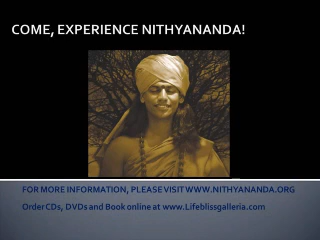 COME, EXPERIENCE NITHYANANDA!
FOR MORE INFORMATION, PLEASE VISIT WWW.NITHYANANDA.ORG
Order CDs, DVDs and Book online at www.Lifeblissgalleria.com